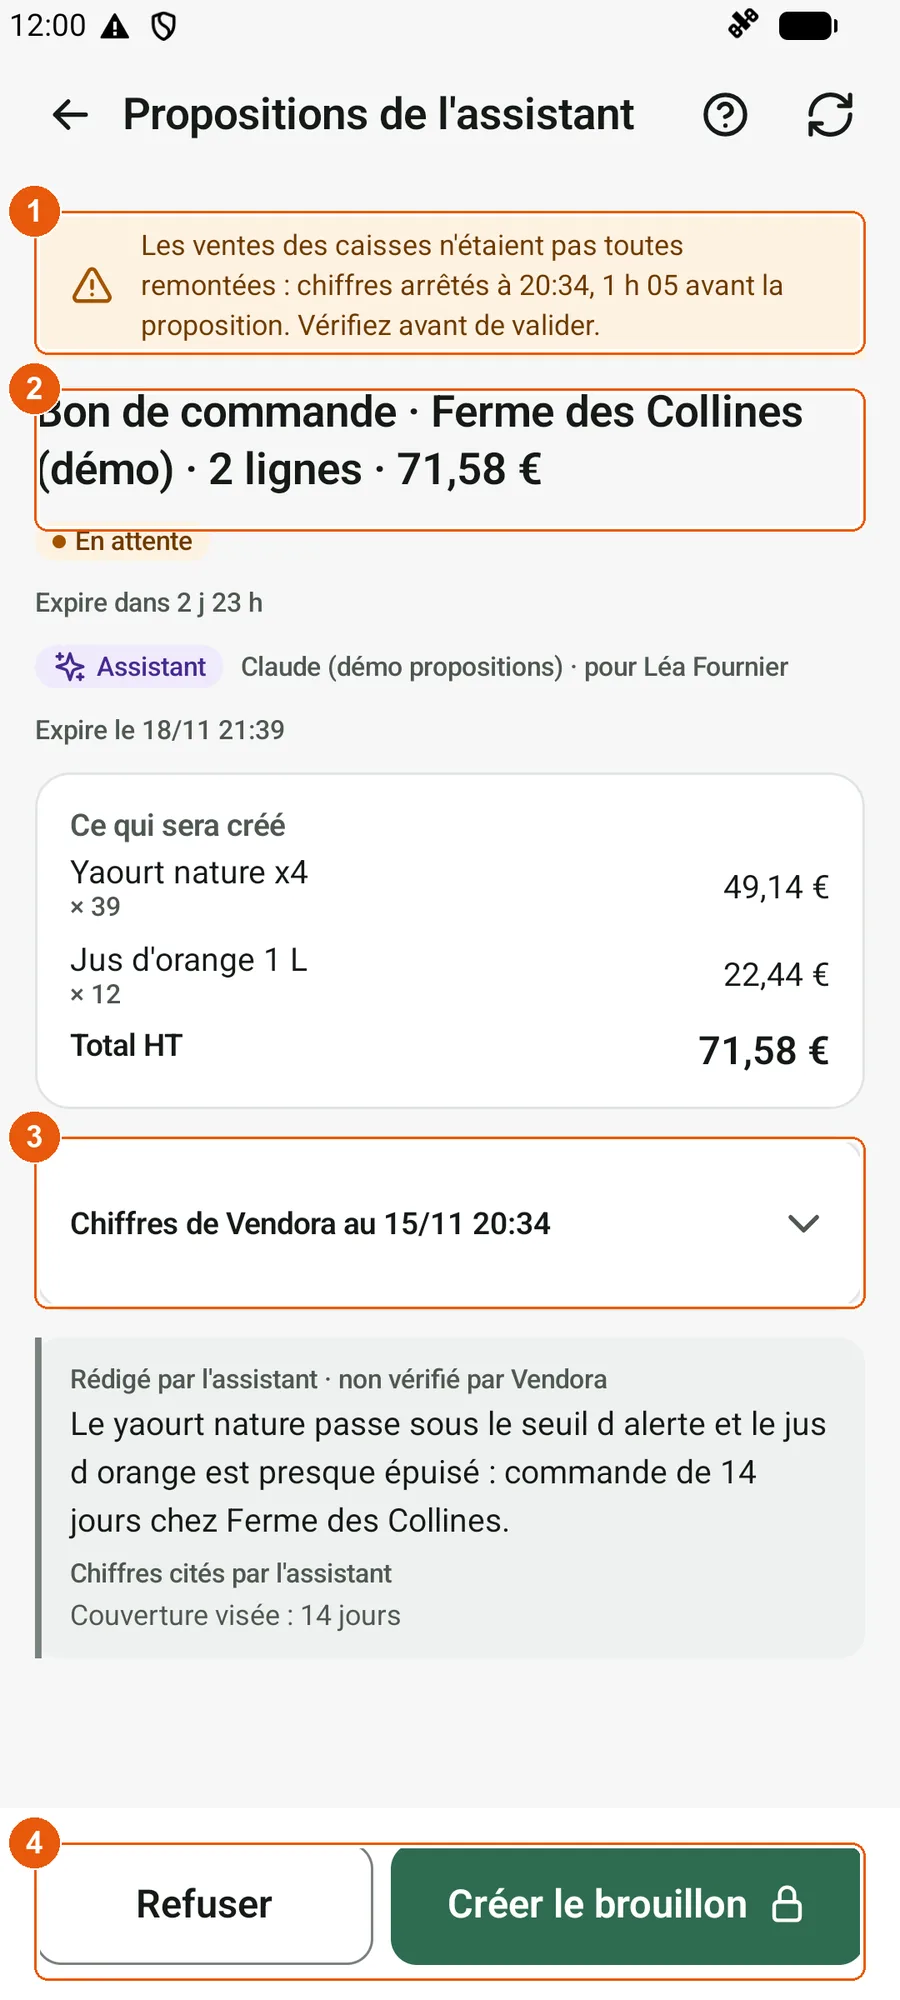 12:00
Propositions de l'assistant
1
Les ventes des caisses n'étaient pas toutes
remontées : chiffres arrêtés à 20:34, 1 h 05 avant la
proposition. Vérifiez avant de valider.
2
Bon de commande · Ferme des Collines
(démo) · 2 lignes · 71,58 €
En attente
Expire dans 2 j 23 h
Assistant Claude (démo propositions) · pour Léa Fournier
Expire le 18/11 21:39
Ce qui sera créé
Yaourt nature x4
× 39
49,14 €
Jus d'orange 1 L
× 12
22,44 €
Total HT 71,58 €
3
Chiffres de Vendora au 15/11 20:34
Rédigé par l'assistant · non vérifié par Vendora
Le yaourt nature passe sous le seuil d alerte et le jus
d orange est presque épuisé : commande de 14
jours chez Ferme des Collines.
Chiffres cités par l'assistant
Couverture visée : 14 jours
4
Refuser Créer le brouillon